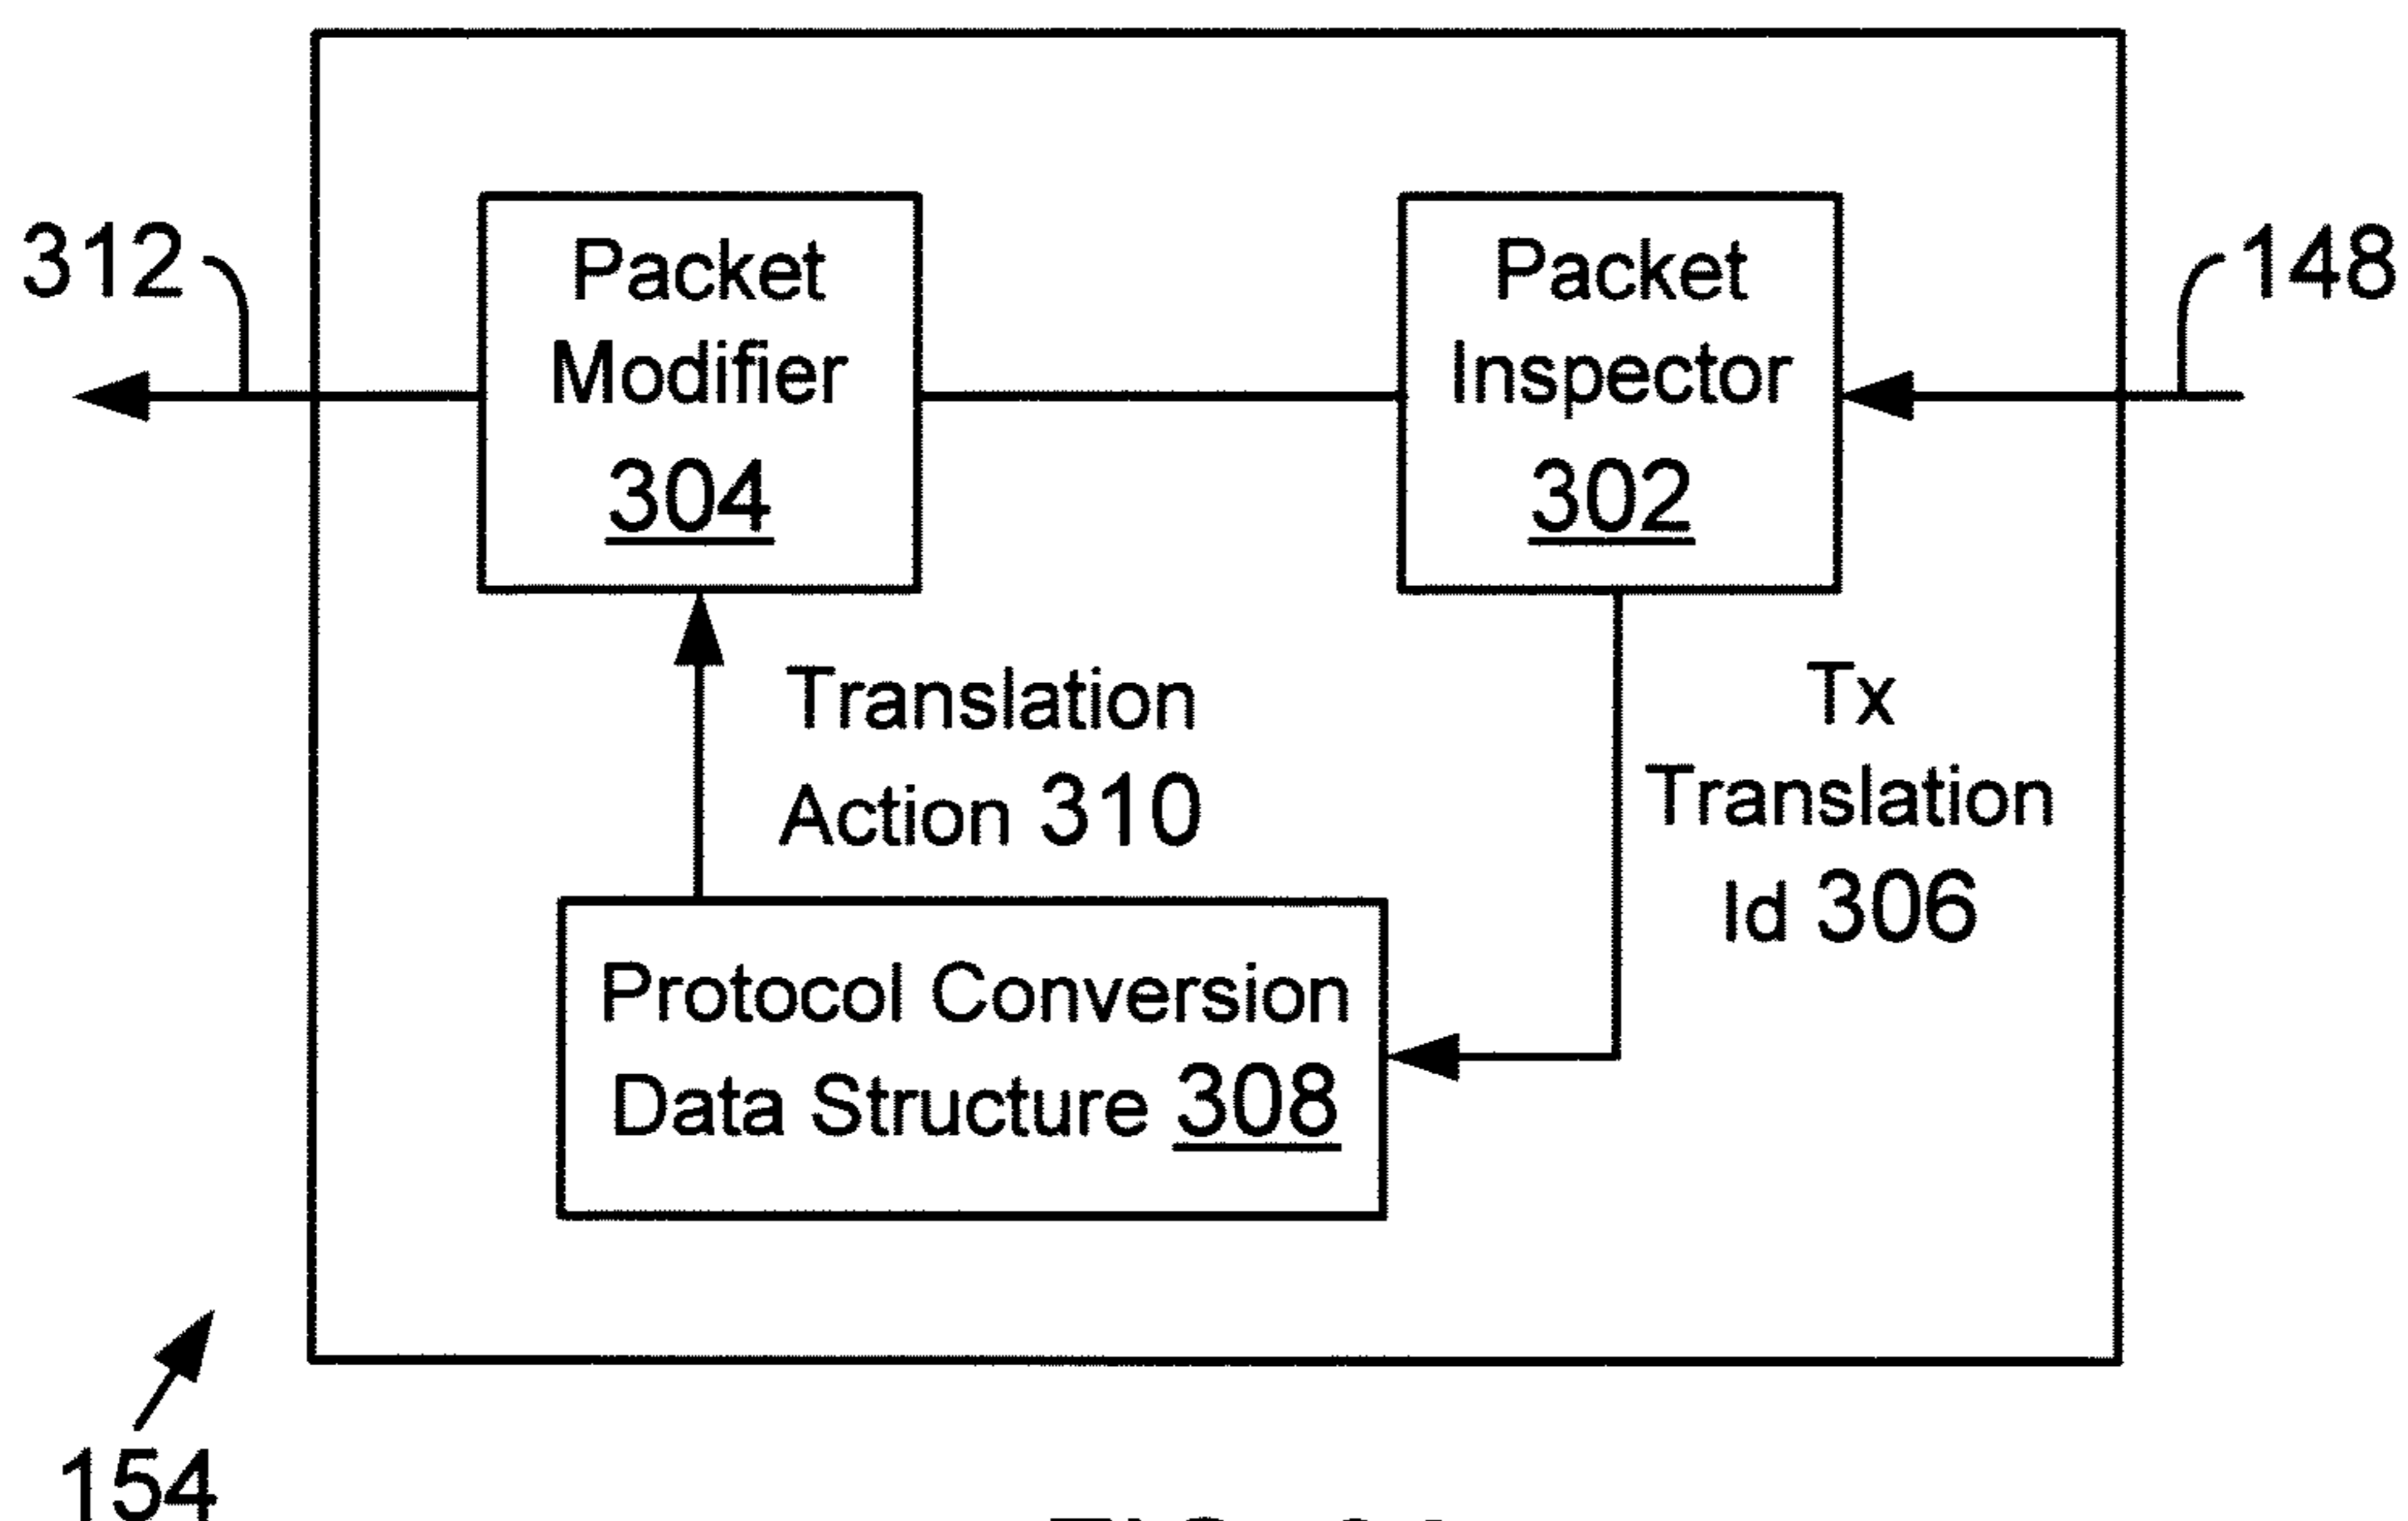 312
Packet
Modifier
304
Packet
Inspector
302
148
Translation
Action 310
Tx
Translation
Id 306
Protocol Conversion
Data Structure 308
154